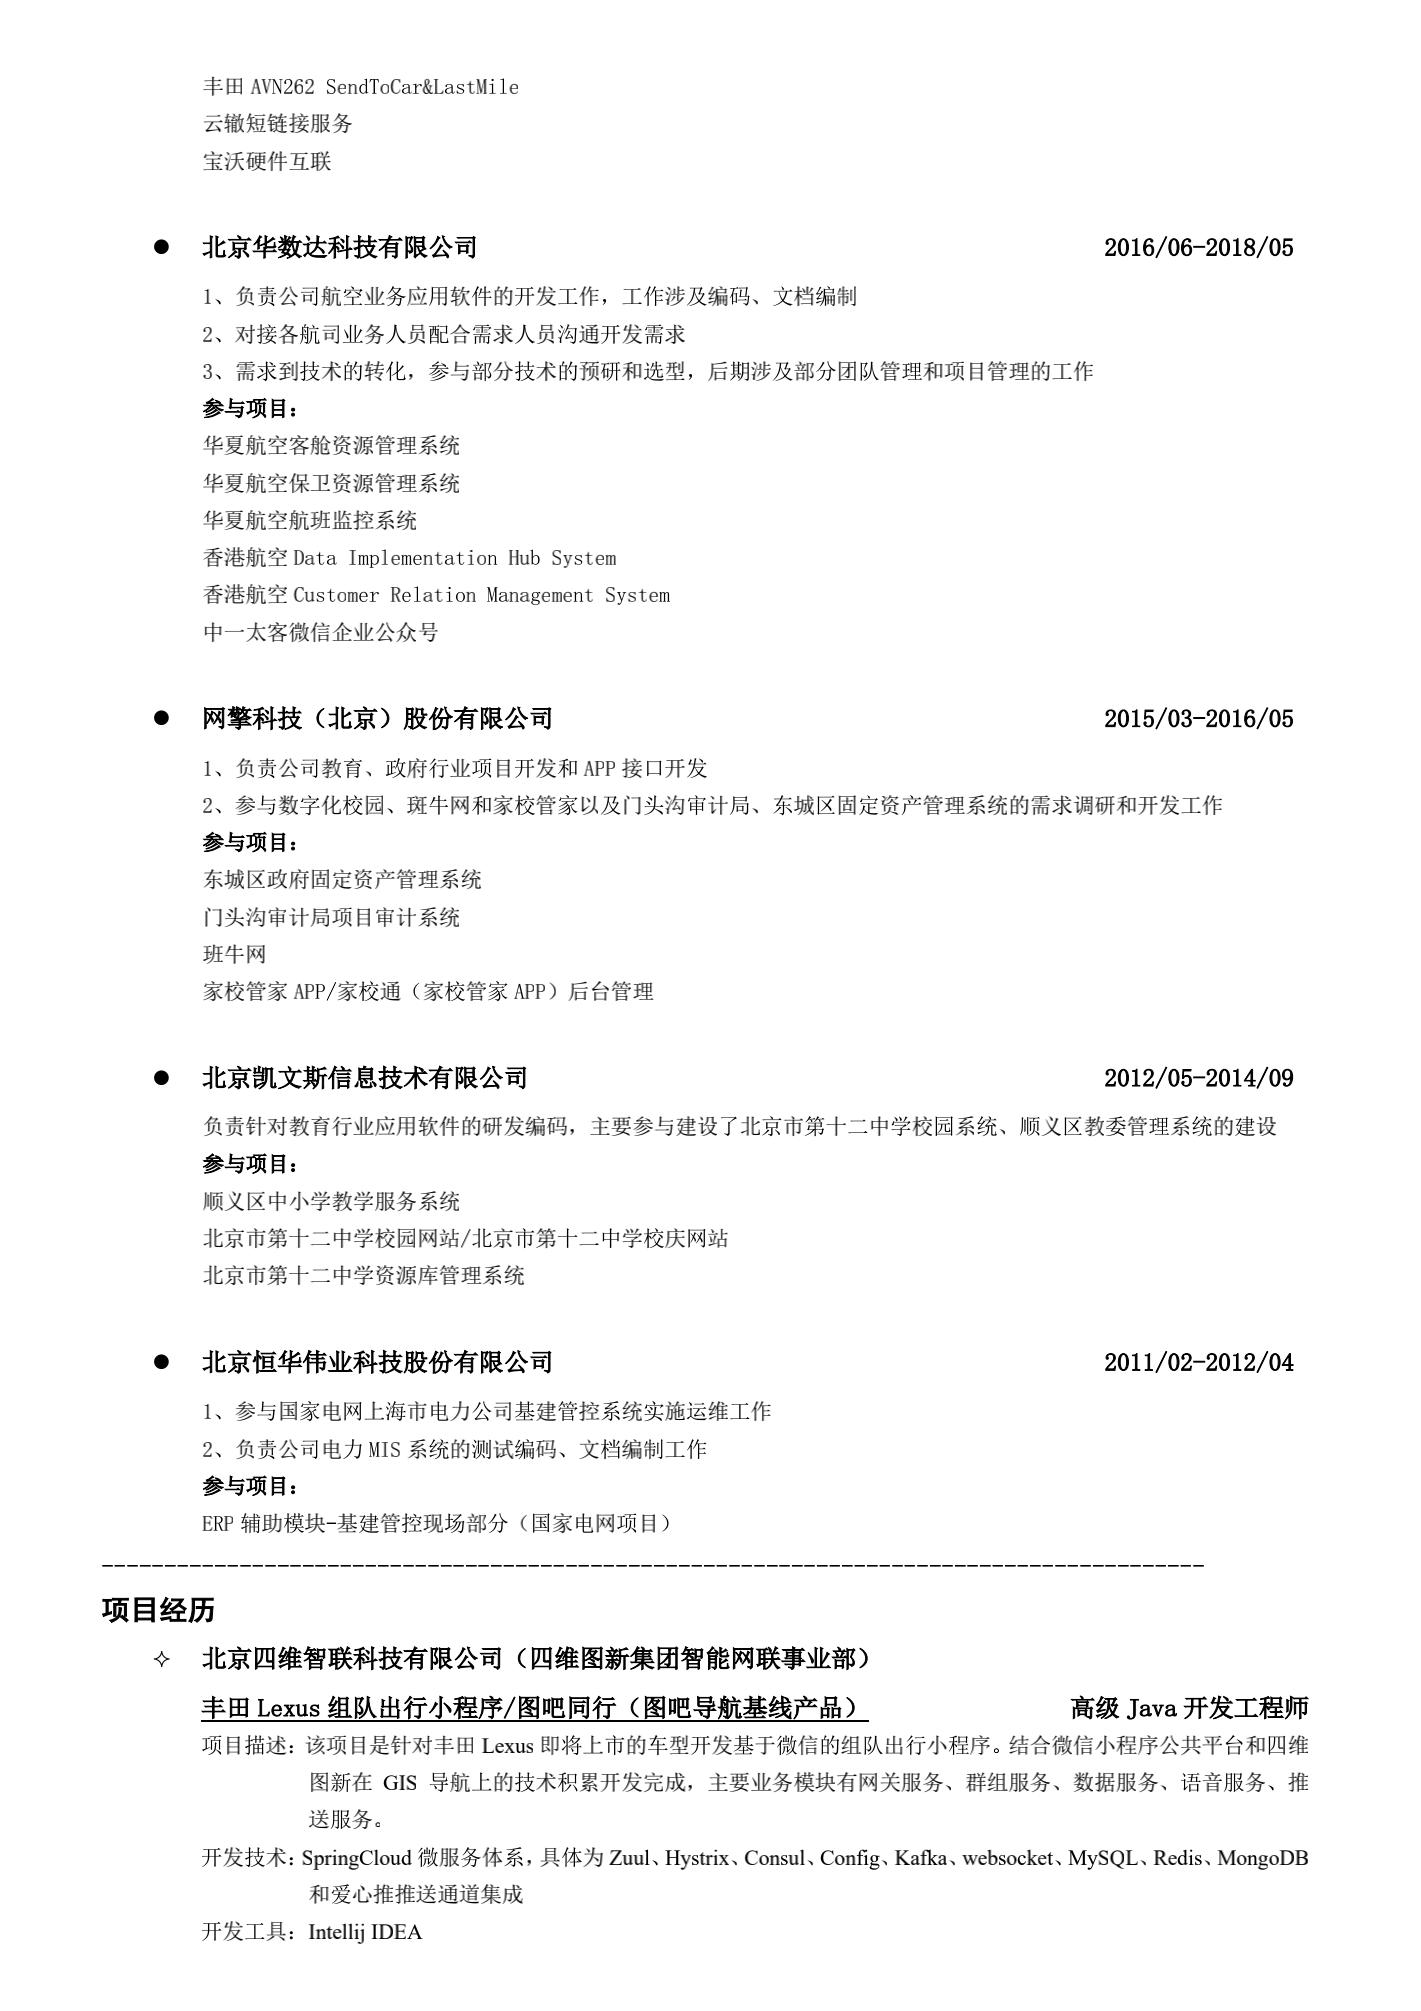 丰田 AVN262 SendToCar&LastMile
云辙短链接服务
宝沃硬件互联
● 北京华数达科技有限公司 2016/06-2018/05
1、负责公司航空业务应用软件的开发工作，工作涉及编码、文档编制
2、对接各航司业务人员配合需求人员沟通开发需求
3、需求到技术的转化，参与部分技术的预研和选型，后期涉及部分团队管理和项目管理的工作
参与项目：
华夏航空客舱资源管理系统
华夏航空保卫资源管理系统
华夏航空航班监控系统
香港航空 Data Implementation Hub System
香港航空 Customer Relation Management System
中一太客微信企业公众号
● 网擎科技（北京）股份有限公司 2015/03-2016/05
1、负责公司教育、政府行业项目开发和 APP 接口开发
2、参与数字化校园、斑牛网和家校管家以及门头沟审计局、东城区固定资产管理系统的需求调研和开发工作
参与项目：
东城区政府固定资产管理系统
门头沟审计局项目审计系统
班牛网
家校管家 APP/家校通（家校管家 APP）后台管理
● 北京凯文斯信息技术有限公司 2012/05-2014/09
负责针对教育行业应用软件的研发编码，主要参与建设了北京市第十二中学校园系统、顺义区教委管理系统的建设
参与项目：
顺义区中小学教学服务系统
北京市第十二中学校园网站/北京市第十二中学校庆网站
北京市第十二中学资源库管理系统
● 北京恒华伟业科技股份有限公司 2011/02-2012/04
1、参与国家电网上海市电力公司基建管控系统实施运维工作
2、负责公司电力 MIS 系统的测试编码、文档编制工作
参与项目：
ERP 辅助模块-基建管控现场部分（国家电网项目）
----------------------------------------------------------------------------------------
项目经历
✧ 北京四维智联科技有限公司（四维图新集团智能网联事业部）
丰田 Lexus 组队出行小程序/图吧同行（图吧导航基线产品） 高级 Java 开发工程师
项目描述：该项目是针对丰田 Lexus 即将上市的车型开发基于微信的组队出行小程序。结合微信小程序公共平台和四维
图新在 GIS 导航上的技术积累开发完成，主要业务模块有网关服务、群组服务、数据服务、语音服务、推
送服务。
开发技术：SpringCloud 微服务体系，具体为 Zuul、Hystrix、Consul、Config、Kafka、websocket、MySQL、Redis、MongoDB
和爱心推推送通道集成
开发工具：Intellij IDEA